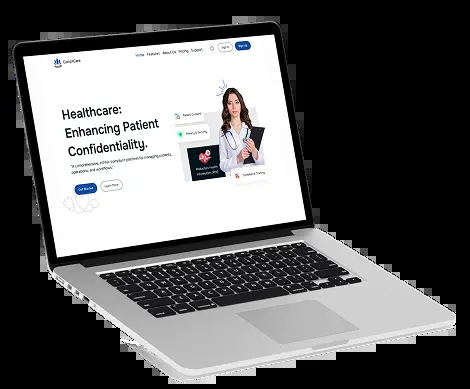 CompliCare
Home Features About Us Pricing Support
Sign In
Sign Up
Healthcare:
Enhancing Patient
Confidentiality.
"A comprehensive, HIPAA-compliant platform for managing patients,
operations, and workflows."
Get Started
Learn More
Patient Consent
Privacy & Security
Protected Health
Information (PHI)
Compliance Training